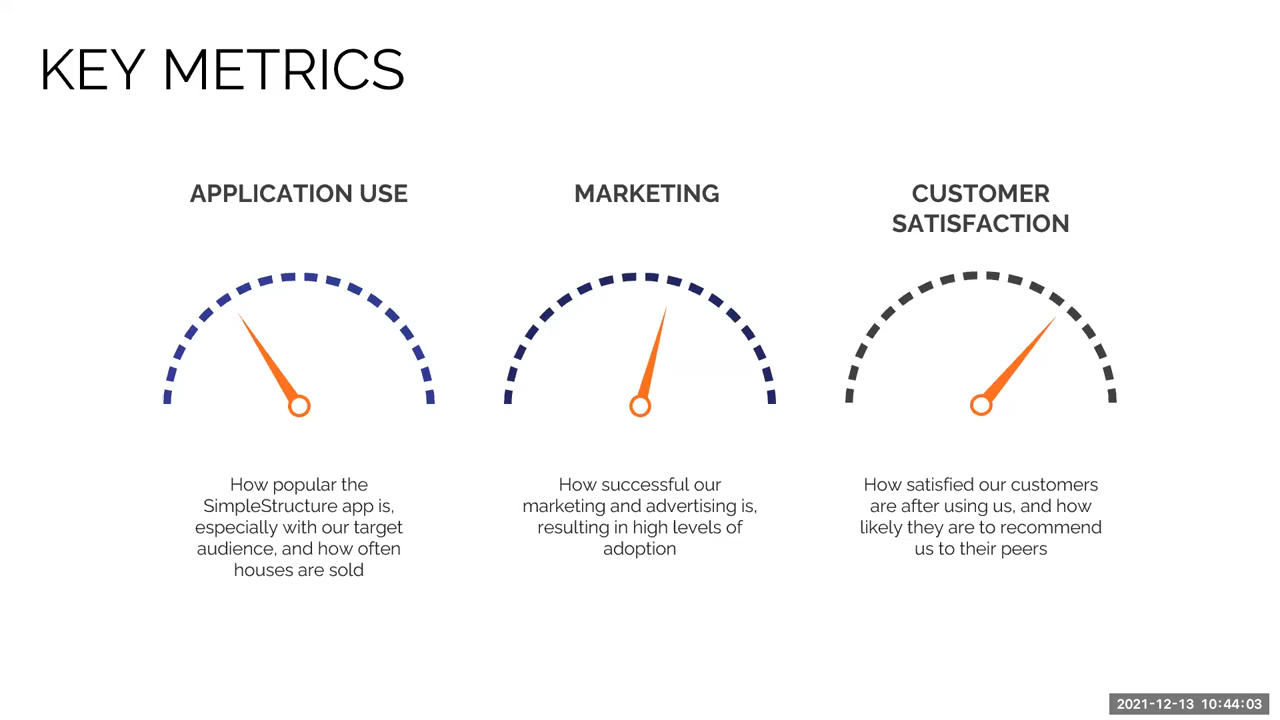 KEY METRICS
APPLICATION USE
How popular the
SimpleStructure app is,
especially with our target
audience, and how often
houses are sold
MARKETING
How successful our
marketing and advertising is,
resulting in high levels of
adoption
CUSTOMER
SATISFACTION
How satisfied our customers
are after using us, and how
likely they are to recommend
us to their peers
2021-12-13 10:44:03